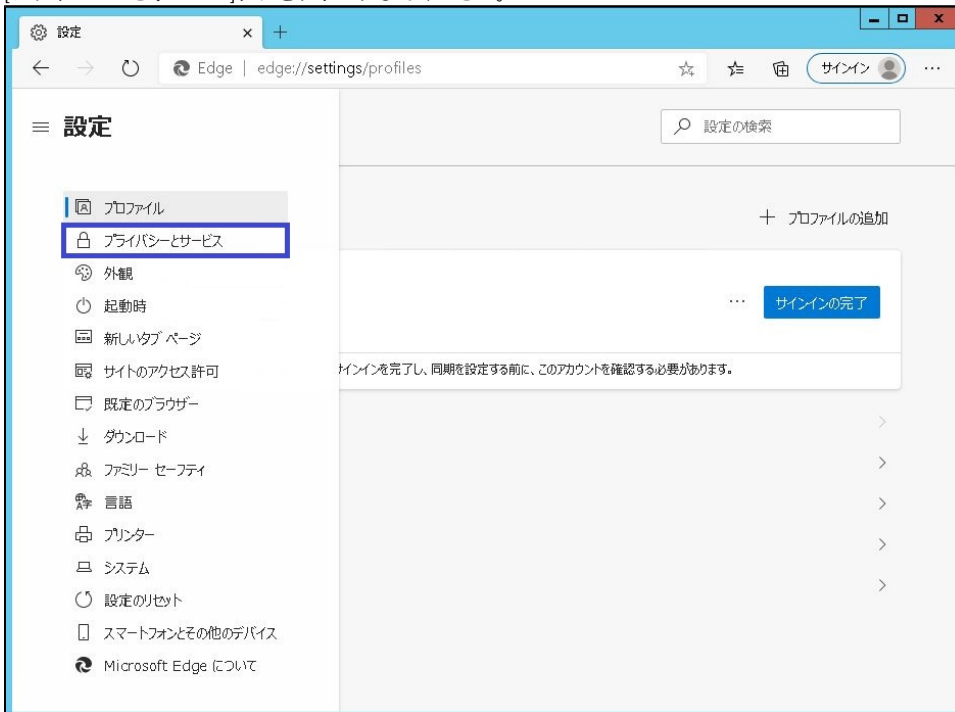 設定
Edge | edge://settings/profiles
サインイン
設定
設定の検索
プロファイル
プロファイルの追加
プライバシーとサービス
外観
起動時
サインインの完了
新しいタブ ページ
サイトのアクセス許可
インインを完了し、同期を設定する前に、このアカウントを確認する必要があります。
既定のブラウザー
ダウンロード
ファミリー セーフティ
言語
プリンター
システム
設定のリセット
スマートフォンとその他のデバイス
Microsoft Edge について